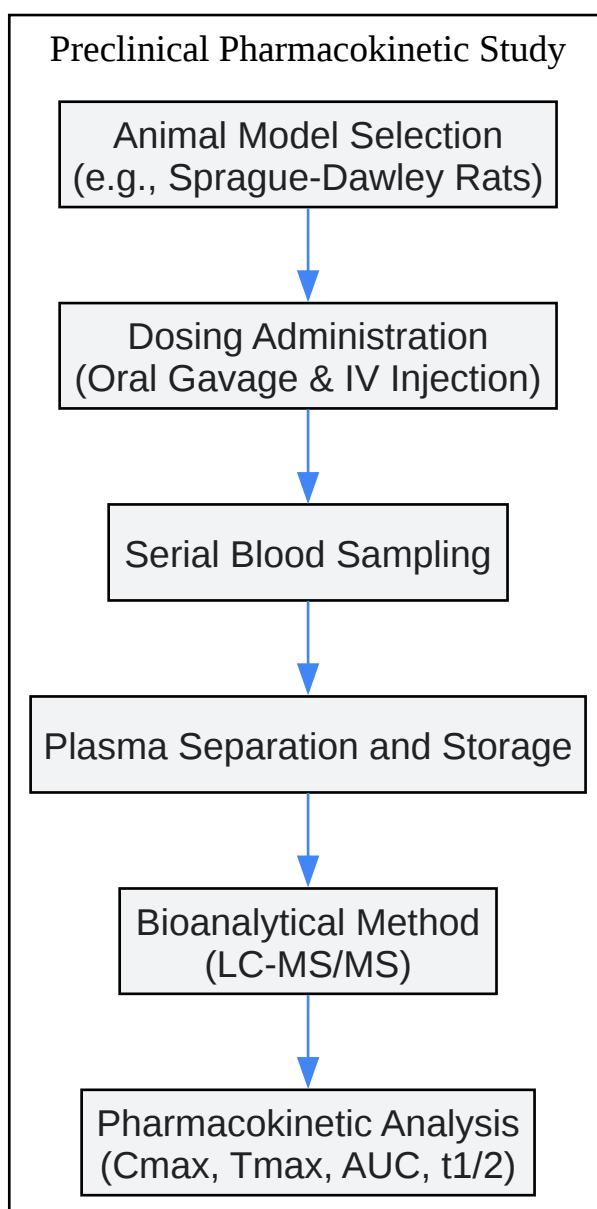 Preclinical Pharmacokinetic Study
Animal Model Selection
(e.g., Sprague-Dawley Rats)
Dosing Administration
(Oral Gavage & IV Injection)
Serial Blood Sampling
Plasma Separation and Storage
Bioanalytical Method
(LC-MS/MS)
Pharmacokinetic Analysis
(Cmax, Tmax, AUC, t1/2)